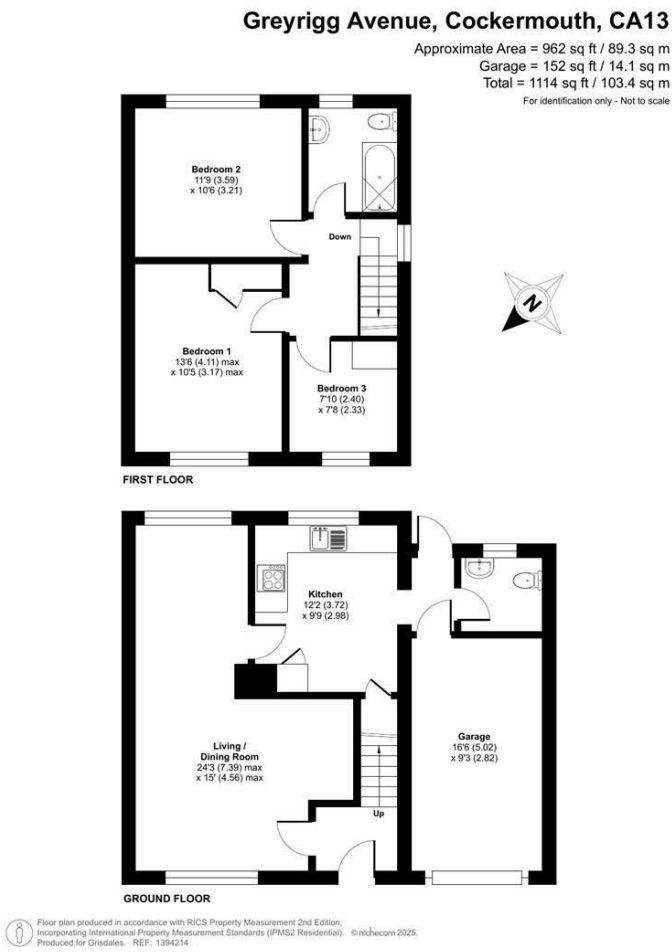 Greyrigg Avenue, Cockermouth, CA13
Approximate Area = 962 sq ft / 89.3 sq m
Garage = 152 sq ft / 14.1 sq m
Total = 1114 sq ft / 103.4 sq m
For identification only - Not to scale
Bedroom 2
11'9 (3.59)
x 10'6 (3.21)
Down
Bedroom 1
13'6 (4.11) max
x 10'5 (3.17) max
Bedroom 3
7'10 (2.40)
x 7'8 (2.33)
N
FIRST FLOOR
Kitchen
12'2 (3.72)
x 9'9 (2.98)
Living /
Dining Room
24'3 (7.39) max
x 15' (4.56) max
Garage
16'6 (5.02)
x 9'3 (2.82)
Up
GROUND FLOOR
Floor plan produced in accordance with RICS Property Measurement 2nd Edition,
Incorporating International Property Measurement Standards (IPMS2 Residential). © nichecom 2025.
Produced for Grisdales. REF: 1394214